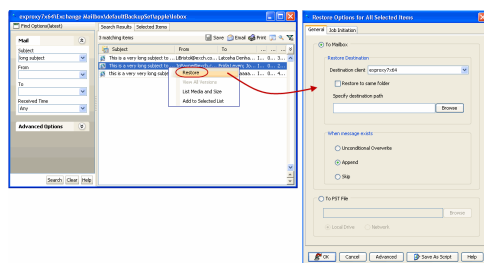 exproxy7x64\Exchange Mailbox\defaultBackupSet\apple\Inbox
Find Options(latest)
Mail
Subject
long subject
From
To
Received Time
Any
Advanced Options
Search Clear Help
Search Results Selected Items
3 matching items
Save Email Print
Subject From To
This is a very long subject to ...
This is a very long subject to ...
this is a very very long subje...
Restore
View All Versions
List Media and Size
Add to Selected List
Restore Options for All Selected Items
General Job Initiation
To Mailbox
Restore Destination
Destination client exproxy7x64
Restore to same folder
Specify destination path
Browse
When message exists
Unconditional Overwrite
Append
Skip
To PST File
Browse
Local Drive Network
OK Cancel Advanced Save As Script Help